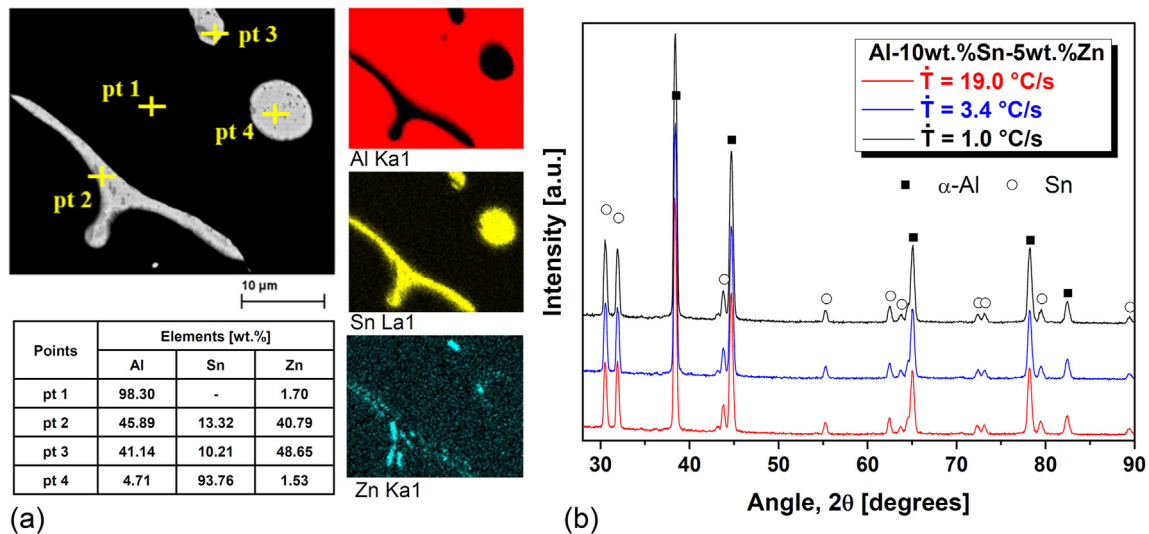 pt 3
pt 1
pt 4
pt 2
10 µm
Al Ka1
Sn La1
Zn Ka1
Points Elements [wt.%]
Al Sn Zn
pt 1 98.30 - 1.70
pt 2 45.89 13.32 40.79
pt 3 41.14 10.21 48.65
pt 4 4.71 93.76 1.53
(a)
Al-10wt.%Sn-5wt.%Zn
Ṫ = 19.0 °C/s
Ṫ = 3.4 °C/s
Ṫ = 1.0 °C/s
α-Al Sn
Intensity [a.u.]
30 40 50 60 70 80 90
Angle, 2θ [degrees]
(b)